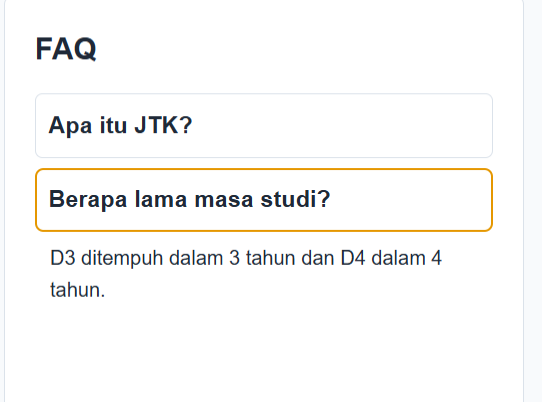 FAQ
Apa itu JTK?
Berapa lama masa studi?
D3 ditempuh dalam 3 tahun dan D4 dalam 4
tahun.